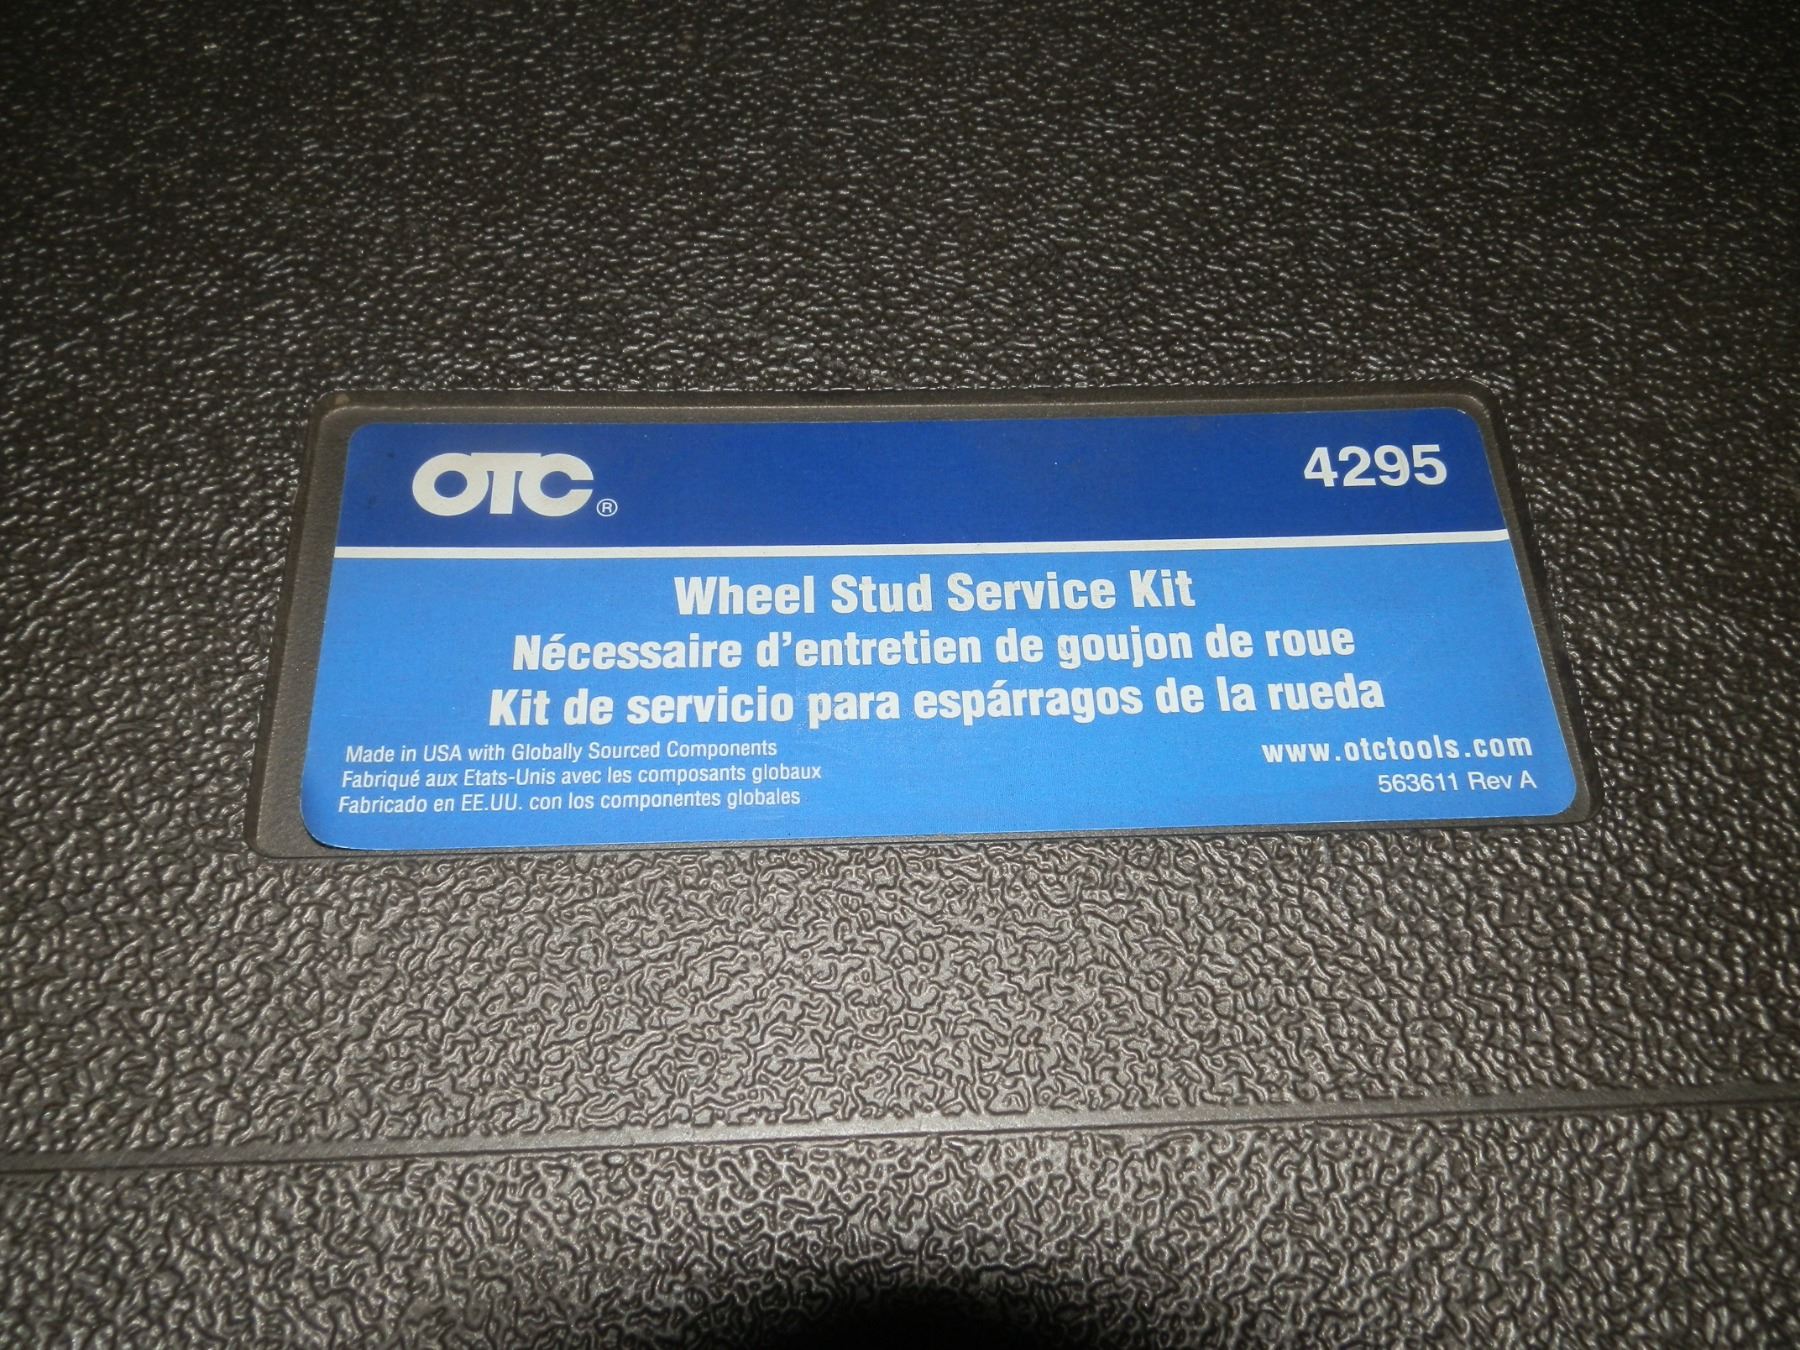 OTC®
4295
Wheel Stud Service Kit
Nécessaire d'entretien de goujon de roue
Kit de servicio para espárragos de la rueda
Made in USA with Globally Sourced Components
Fabriqué aux Etats-Unis avec les composants globaux
Fabricado en EE.UU. con los componentes globales
www.otctools.com
563611 Rev A